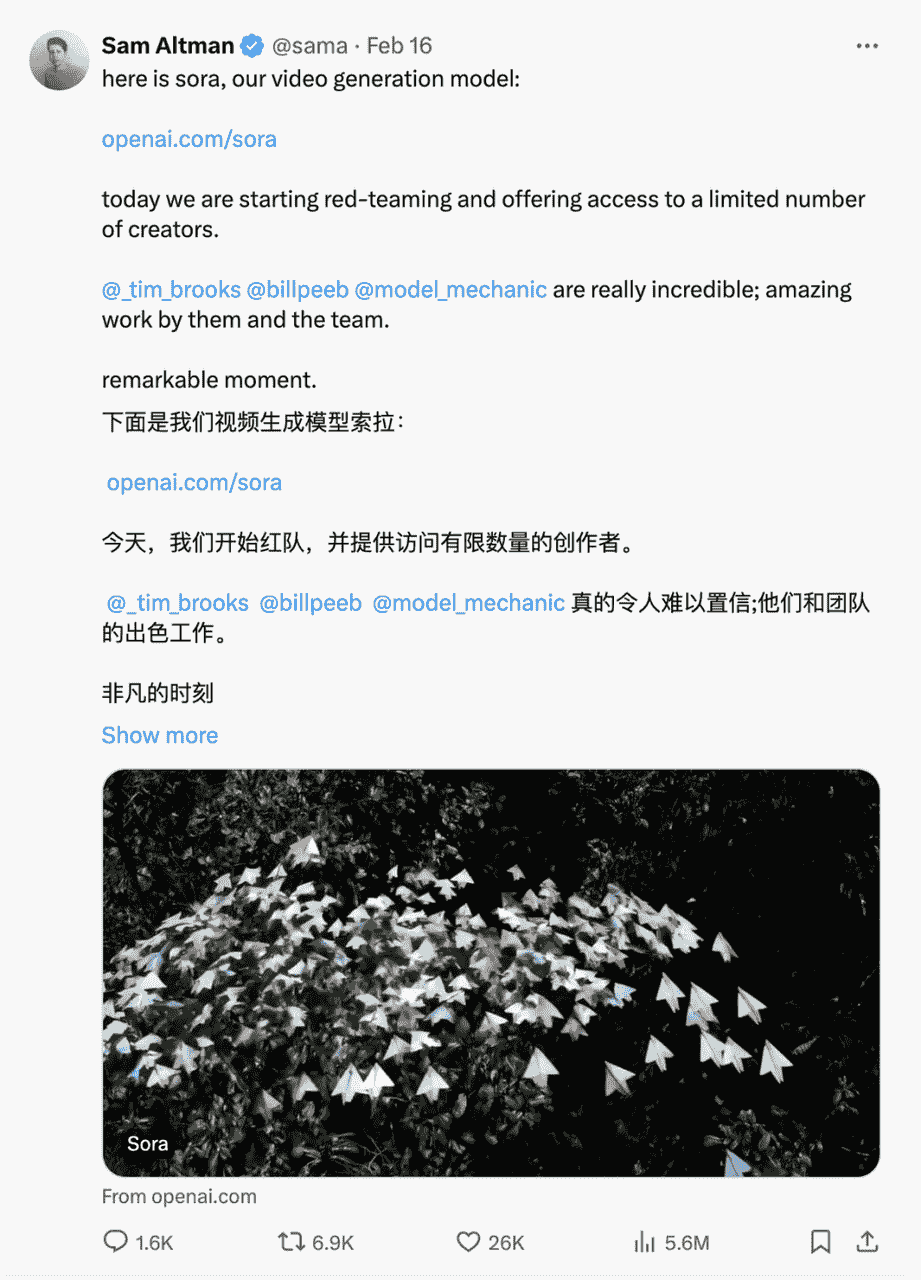 Sam Altman @sama · Feb 16
here is sora, our video generation model:
openai.com/sora
today we are starting red-teaming and offering access to a limited number
of creators.
@_tim_brooks @billpeeb @model_mechanic are really incredible; amazing
work by them and the team.
remarkable moment.
下面是我们视频生成模型索拉：
openai.com/sora
今天，我们开始红队，并提供访问有限数量的创作者。
@_tim_brooks @billpeeb @model_mechanic 真的令人难以置信;他们和团队
的出色工作。
非凡的时刻
Show more
Sora
From openai.com
1.6K 6.9K 26K 5.6M